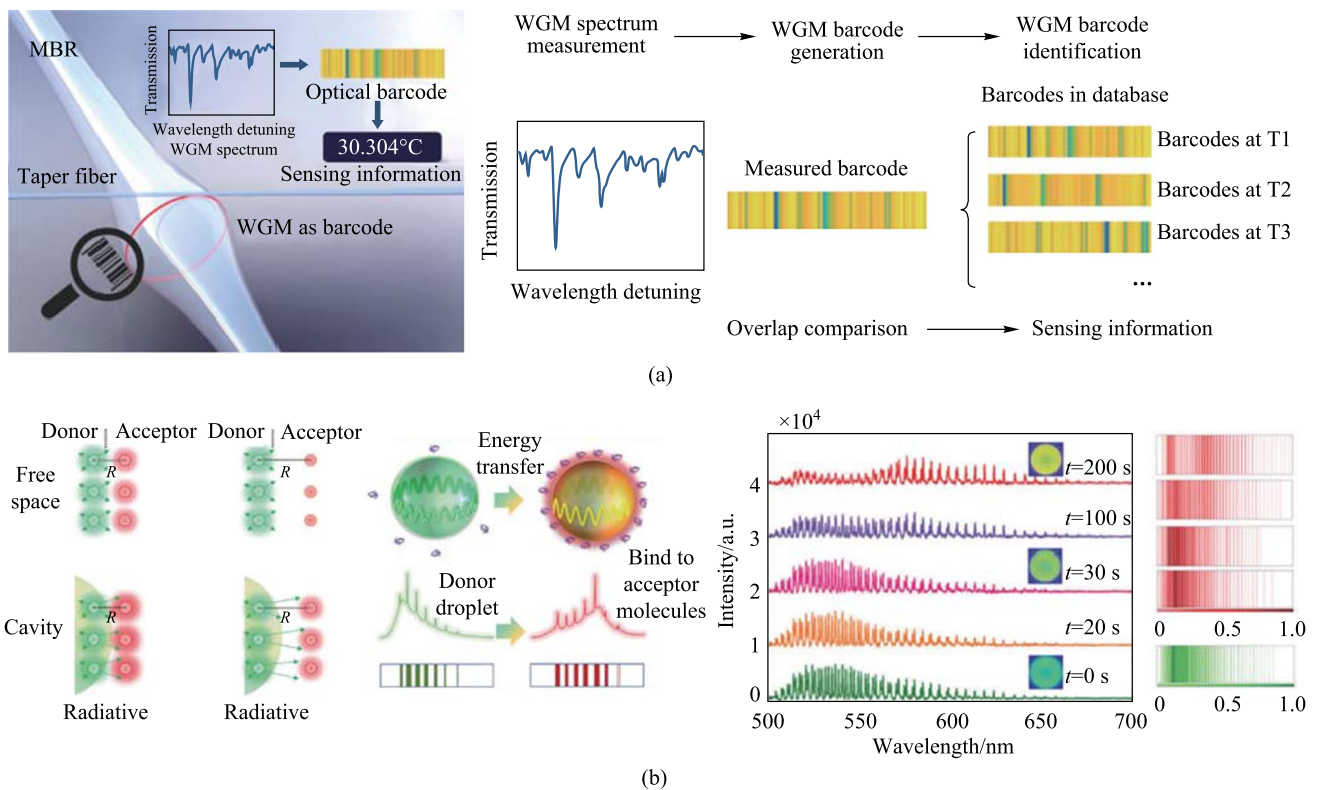 MBR
Transmission
Wavelength detuning
WGM spectrum
Optical barcode
30.304°C
Sensing information
Taper fiber
WGM as barcode
WGM spectrum
measurement
WGM barcode
generation
WGM barcode
identification
Transmission
Wavelength detuning
Measured barcode
Barcodes in database
Barcodes at T1
Barcodes at T2
Barcodes at T3
...
Overlap comparison
Sensing information
(a)
Donor
Acceptor
Donor
Acceptor
Free
space
R
R
Cavity
R
R
Radiative
Radiative
Energy
transfer
Donor
droplet
Bind to
acceptor
molecules
×10⁴
Intensity/a.u.
4
3
2
1
0
t=200 s
t=100 s
t=30 s
t=20 s
t=0 s
500
550
600
650
700
Wavelength/nm
0
0.5
1.0
0
0.5
1.0
(b)